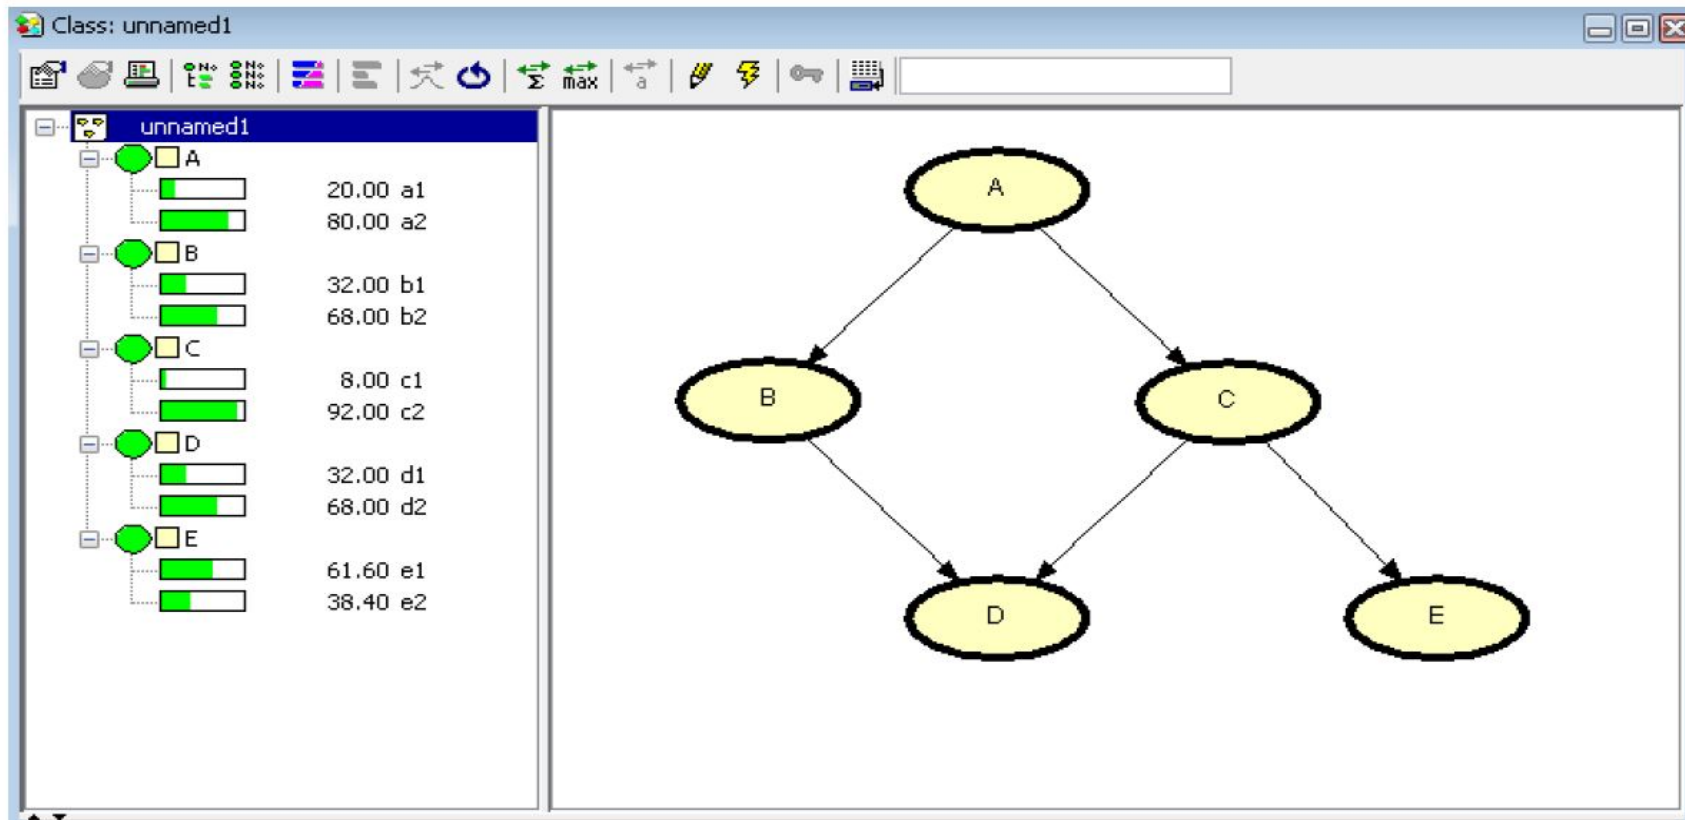 Class: unnamed1
Σ max a
unnamed1
A
20.00 a1
80.00 a2
B
32.00 b1
68.00 b2
C
8.00 c1
92.00 c2
D
32.00 d1
68.00 d2
E
61.60 e1
38.40 e2
A
B
C
D
E